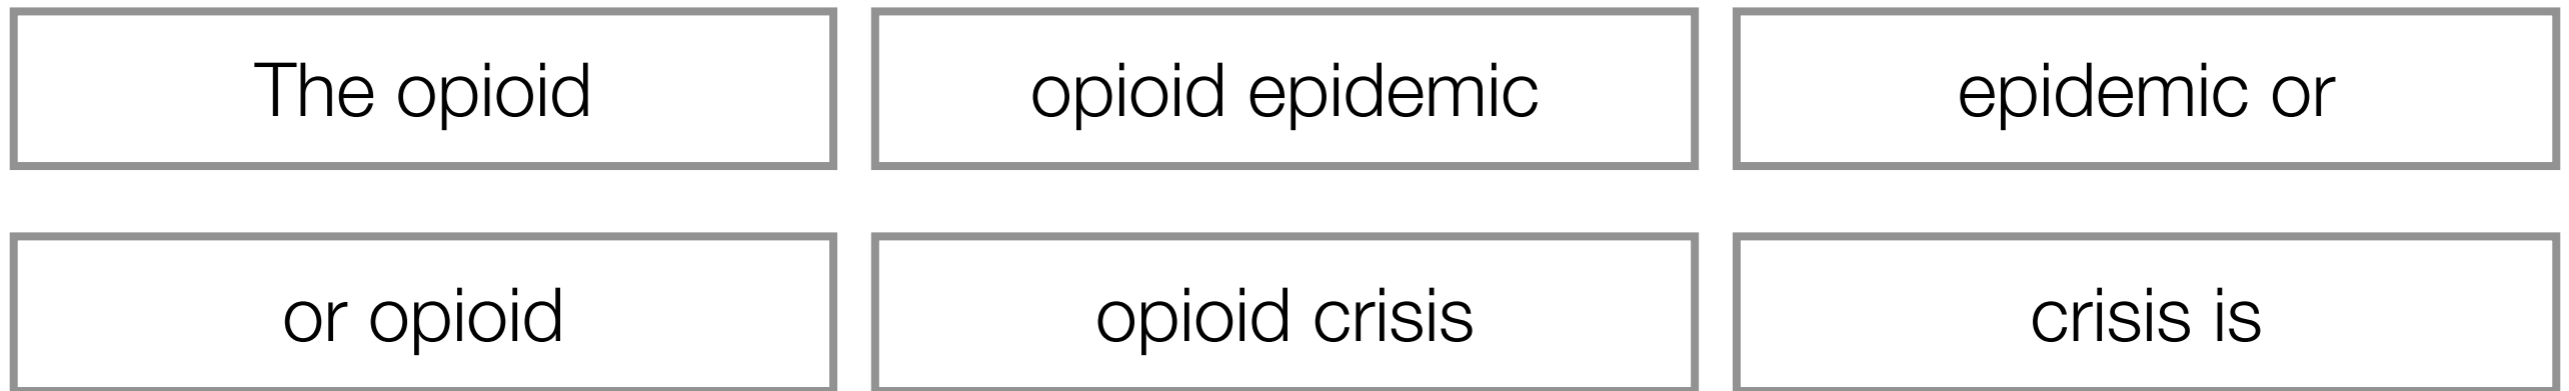 The opioid
opioid epidemic
epidemic or
or opioid
opioid crisis
crisis is